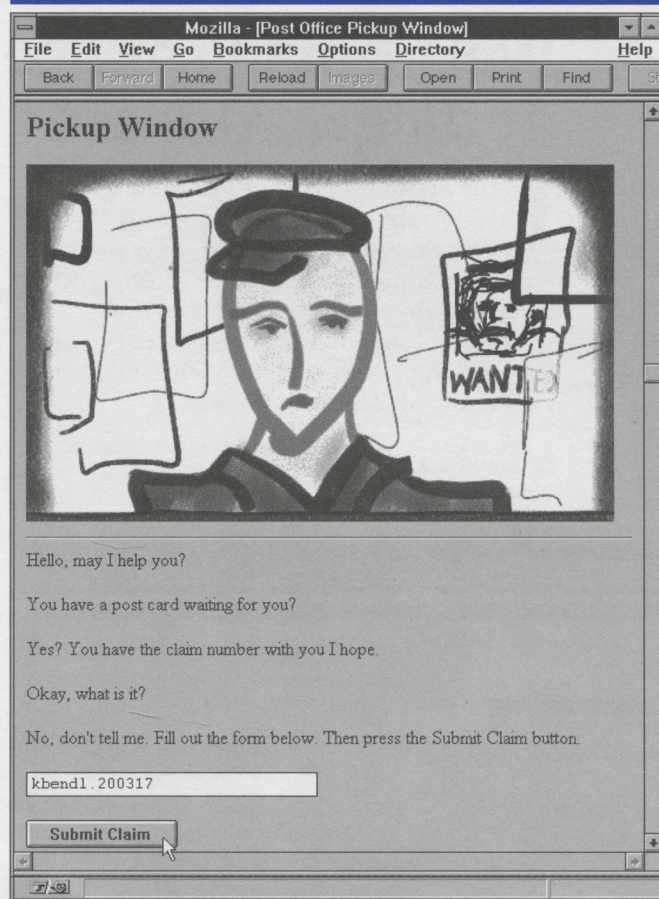 Mozilla - [Post Office Pickup Window]
File Edit View Go Bookmarks Options Directory Help
Back Forward Home Reload Images Open Print Find
Pickup Window
WANTED
Hello, may I help you?
You have a post card waiting for you?
Yes? You have the claim number with you I hope.
Okay, what is it?
No, don't tell me. Fill out the form below. Then press the Submit Claim button.
kbendl.200317
Submit Claim